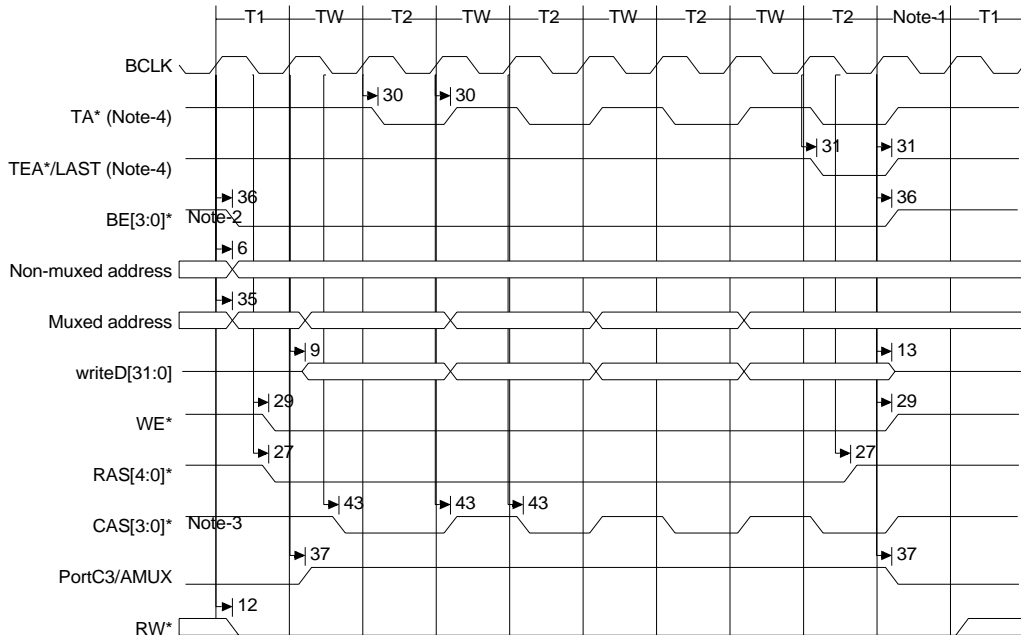 T1 TW T2 TW T2 TW T2 TW T2 Note-1 T1
BCLK
30 30
TA* (Note-4)
31 31
TEA*/LAST (Note-4)
36 36
BE[3:0]* Note-2
6
Non-muxed address
35
Muxed address
9 13
writeD[31:0]
29 29
WE*
27 27
RAS[4:0]*
43 43 43
CAS[3:0]* Note-3
37 37
PortC3/AMUX
12
RW*